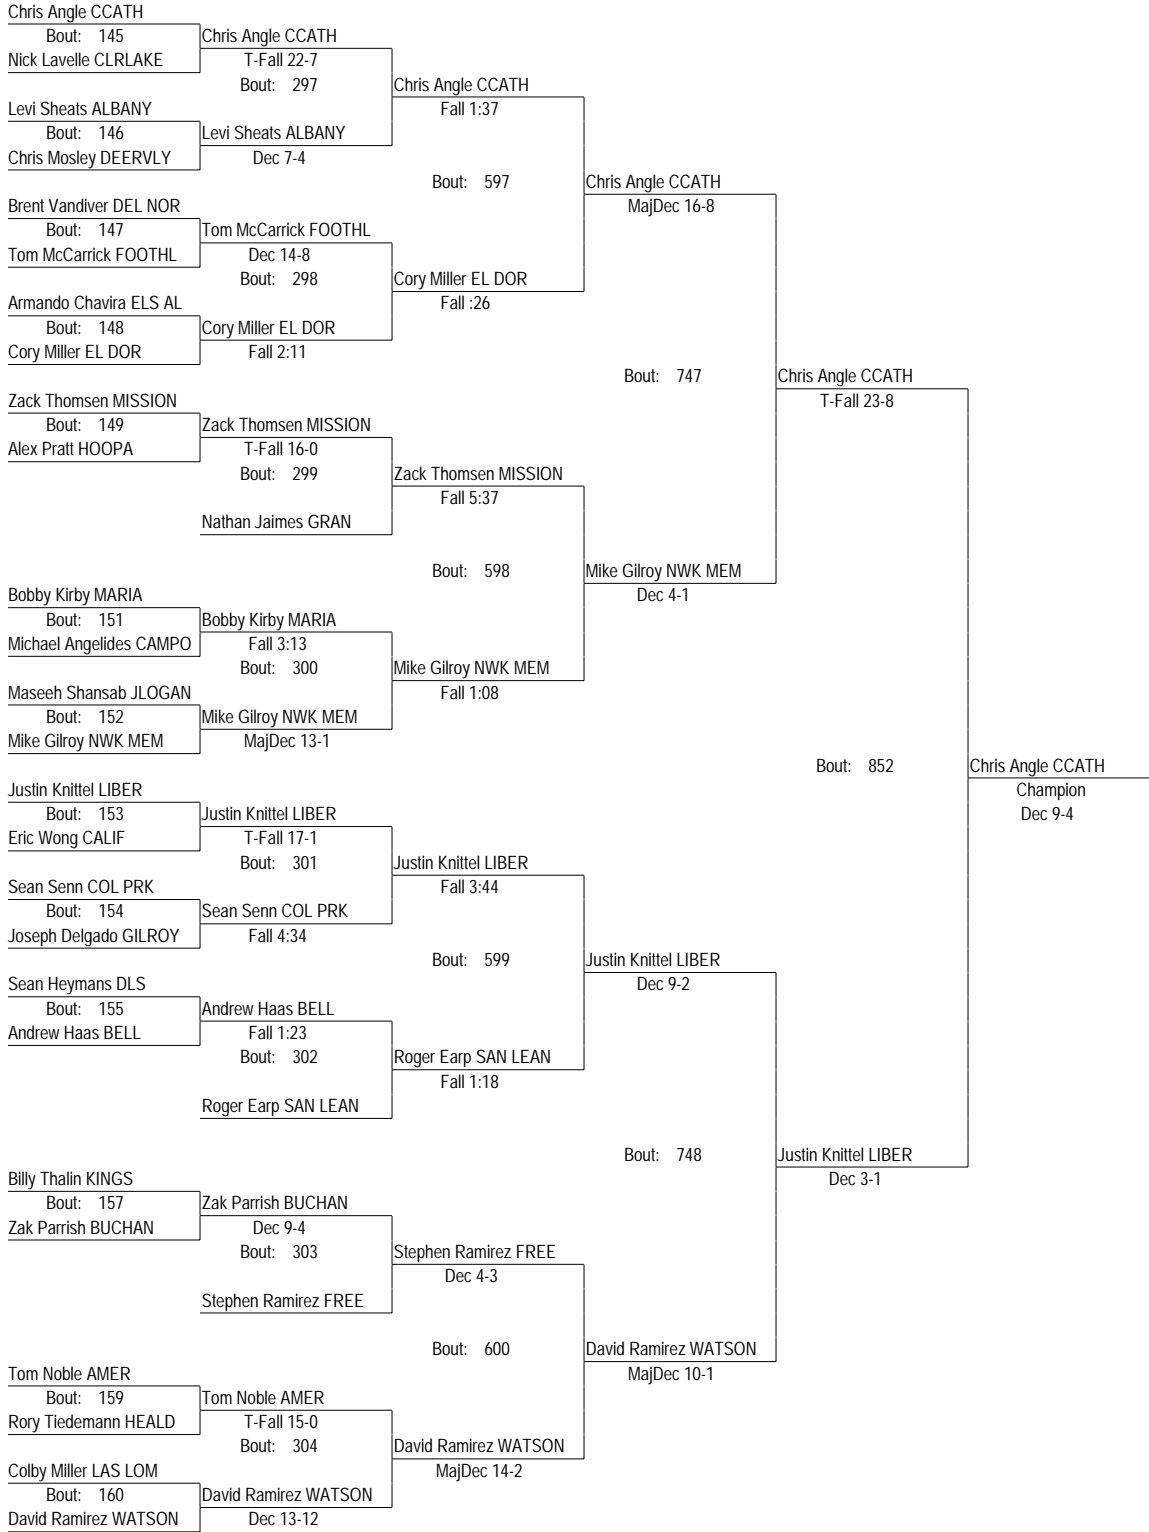 Chris Angle CCATH
Bout: 145
Chris Angle CCATH
Nick Lavelle CLRLAKE
T-Fall 22-7
Bout: 297
Chris Angle CCATH
Levi Sheats ALBANY
Fall 1:37
Bout: 146
Levi Sheats ALBANY
Chris Mosley DEERVLY
Dec 7-4
Bout: 597
Chris Angle CCATH
Brent Vandiver DEL NOR
MajDec 16-8
Bout: 147
Tom McCarrick FOOTHL
Tom McCarrick FOOTHL
Dec 14-8
Bout: 298
Cory Miller EL DOR
Armando Chavira ELS AL
Fall :26
Bout: 148
Cory Miller EL DOR
Cory Miller EL DOR
Fall 2:11
Bout: 747
Chris Angle CCATH
Zack Thomsen MISSION
T-Fall 23-8
Bout: 149
Zack Thomsen MISSION
Alex Pratt HOOPA
T-Fall 16-0
Bout: 299
Zack Thomsen MISSION
Fall 5:37
Nathan Jaimes GRAN
Bout: 598
Mike Gilroy NWK MEM
Bobby Kirby MARIA
Dec 4-1
Bout: 151
Bobby Kirby MARIA
Michael Angelides CAMPO
Fall 3:13
Bout: 300
Mike Gilroy NWK MEM
Maseeh Shansab JLOGAN
Fall 1:08
Bout: 152
Mike Gilroy NWK MEM
Mike Gilroy NWK MEM
MajDec 13-1
Bout: 852
Chris Angle CCATH
Justin Knittel LIBER
Champion
Bout: 153
Justin Knittel LIBER
Dec 9-4
Eric Wong CALIF
T-Fall 17-1
Bout: 301
Justin Knittel LIBER
Sean Senn COL PRK
Fall 3:44
Bout: 154
Sean Senn COL PRK
Joseph Delgado GILROY
Fall 4:34
Bout: 599
Justin Knittel LIBER
Sean Heymans DLS
Dec 9-2
Bout: 155
Andrew Haas BELL
Andrew Haas BELL
Fall 1:23
Bout: 302
Roger Earp SAN LEAN
Fall 1:18
Roger Earp SAN LEAN
Bout: 748
Justin Knittel LIBER
Billy Thalin KINGS
Dec 3-1
Bout: 157
Zak Parrish BUCHAN
Zak Parrish BUCHAN
Dec 9-4
Bout: 303
Stephen Ramirez FREE
Dec 4-3
Stephen Ramirez FREE
Bout: 600
David Ramirez WATSON
Tom Noble AMER
MajDec 10-1
Bout: 159
Tom Noble AMER
Rory Tiedemann HEALD
T-Fall 15-0
Bout: 304
David Ramirez WATSON
Colby Miller LAS LOM
MajDec 14-2
Bout: 160
David Ramirez WATSON
David Ramirez WATSON
Dec 13-12